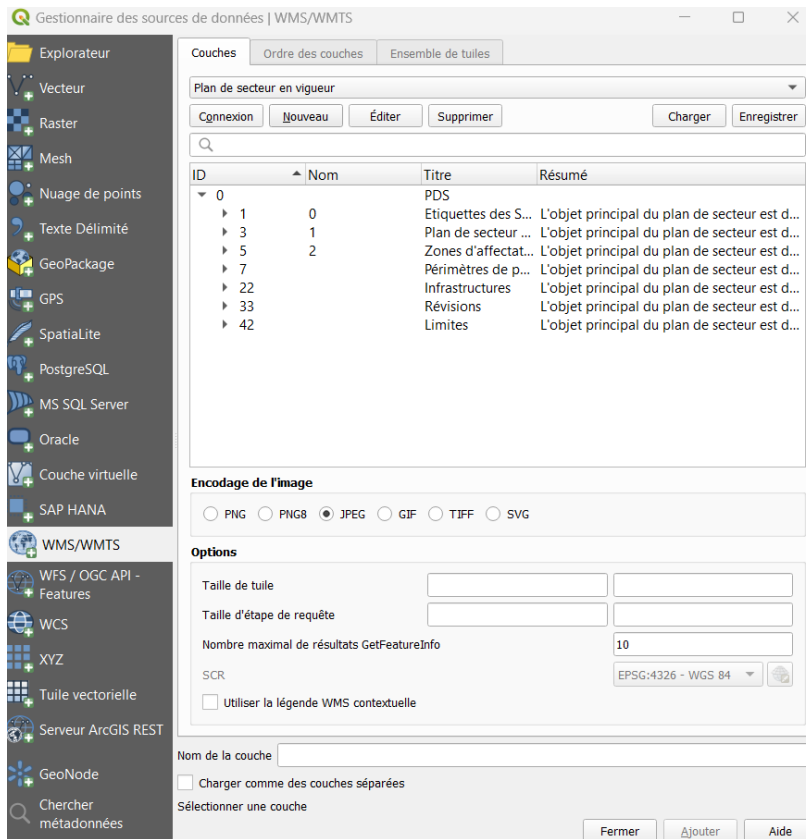 Gestionnaire des sources de données | WMS/WMTS
Explorateur
Vecteur
Raster
Mesh
Nuage de points
Texte Délimité
GeoPackage
GPS
SpatiaLite
PostgreSQL
MS SQL Server
Oracle
Couche virtuelle
SAP HANA
WMS/WMTS
WFS / OGC API -
Features
WCS
XYZ
Tuile vectorielle
Serveur ArcGIS REST
GeoNode
Chercher
métadonnées
Couches Ordre des couches Ensemble de tuiles
Plan de secteur en vigueur
Connexion Nouveau Éditer Supprimer Charger Enregistrer
ID Nom Titre Résumé
0 PDS
1 0 Etiquettes des S... L'objet principal du plan de secteur est d...
3 1 Plan de secteur ... L'objet principal du plan de secteur est d...
5 2 Zones d'affectat... L'objet principal du plan de secteur est d...
7 Périmètres de p... L'objet principal du plan de secteur est d...
22 Infrastructures L'objet principal du plan de secteur est d...
33 Révisions L'objet principal du plan de secteur est d...
42 Limites L'objet principal du plan de secteur est d...
Encodage de l'image
PNG PNG8 JPEG GIF TIFF SVG
Options
Taille de tuile
Taille d'étape de requête
Nombre maximal de résultats GetFeatureInfo 10
SCR EPSG:4326 - WGS 84
Utiliser la légende WMS contextuelle
Nom de la couche
Charger comme des couches séparées
Sélectionner une couche
Fermer Ajouter Aide